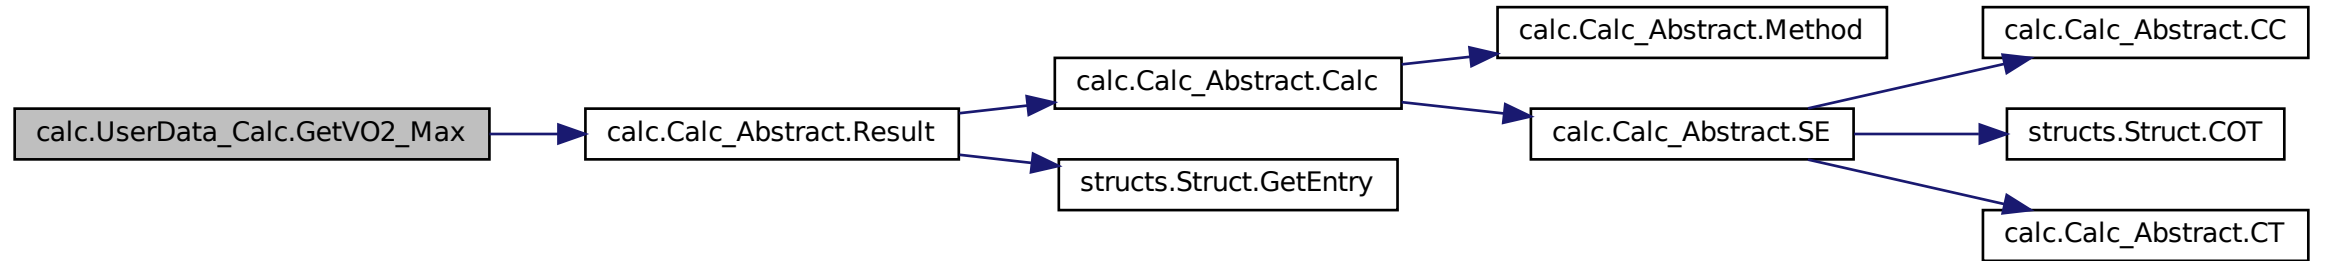 calc.UserData_Calc.GetVO2_Max
calc.Calc_Abstract.Result
calc.Calc_Abstract.Calc
structs.Struct.GetEntry
calc.Calc_Abstract.Method
calc.Calc_Abstract.SE
calc.Calc_Abstract.CC
structs.Struct.COT
calc.Calc_Abstract.CT